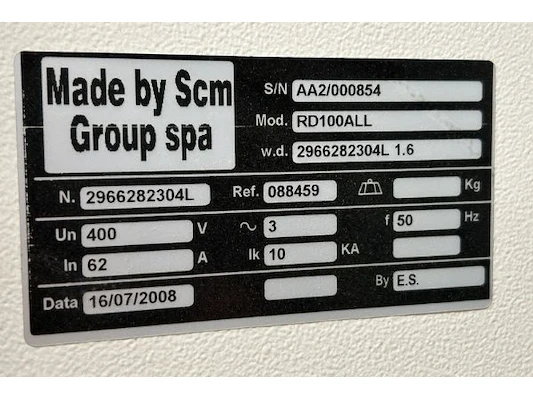 Made by Scm
Group spa
S/N AA2/000854
Mod. RD100ALL
w.d. 2966282304L 1.6
N. 2966282304L Ref. 088459 Kg
Un 400 V ~ 3 f 50 Hz
In 62 A Ik 10 KA
Data 16/07/2008 By E.S.